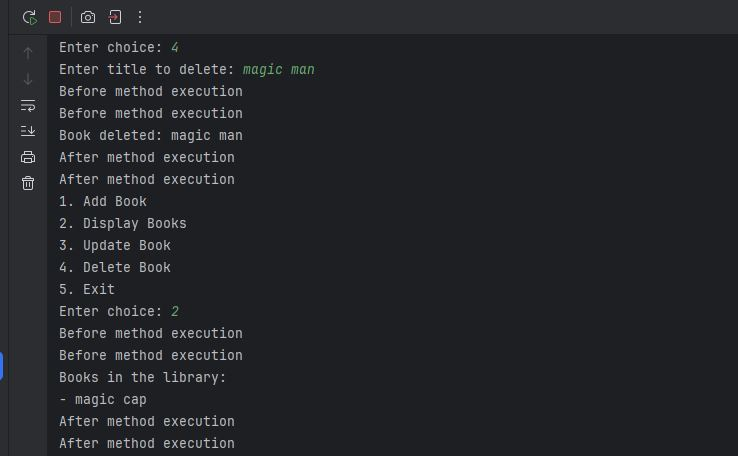 Enter choice: 4
Enter title to delete: magic man
Before method execution
Before method execution
Book deleted: magic man
After method execution
After method execution
1. Add Book
2. Display Books
3. Update Book
4. Delete Book
5. Exit
Enter choice: 2
Before method execution
Before method execution
Books in the library:
- magic cap
After method execution
After method execution